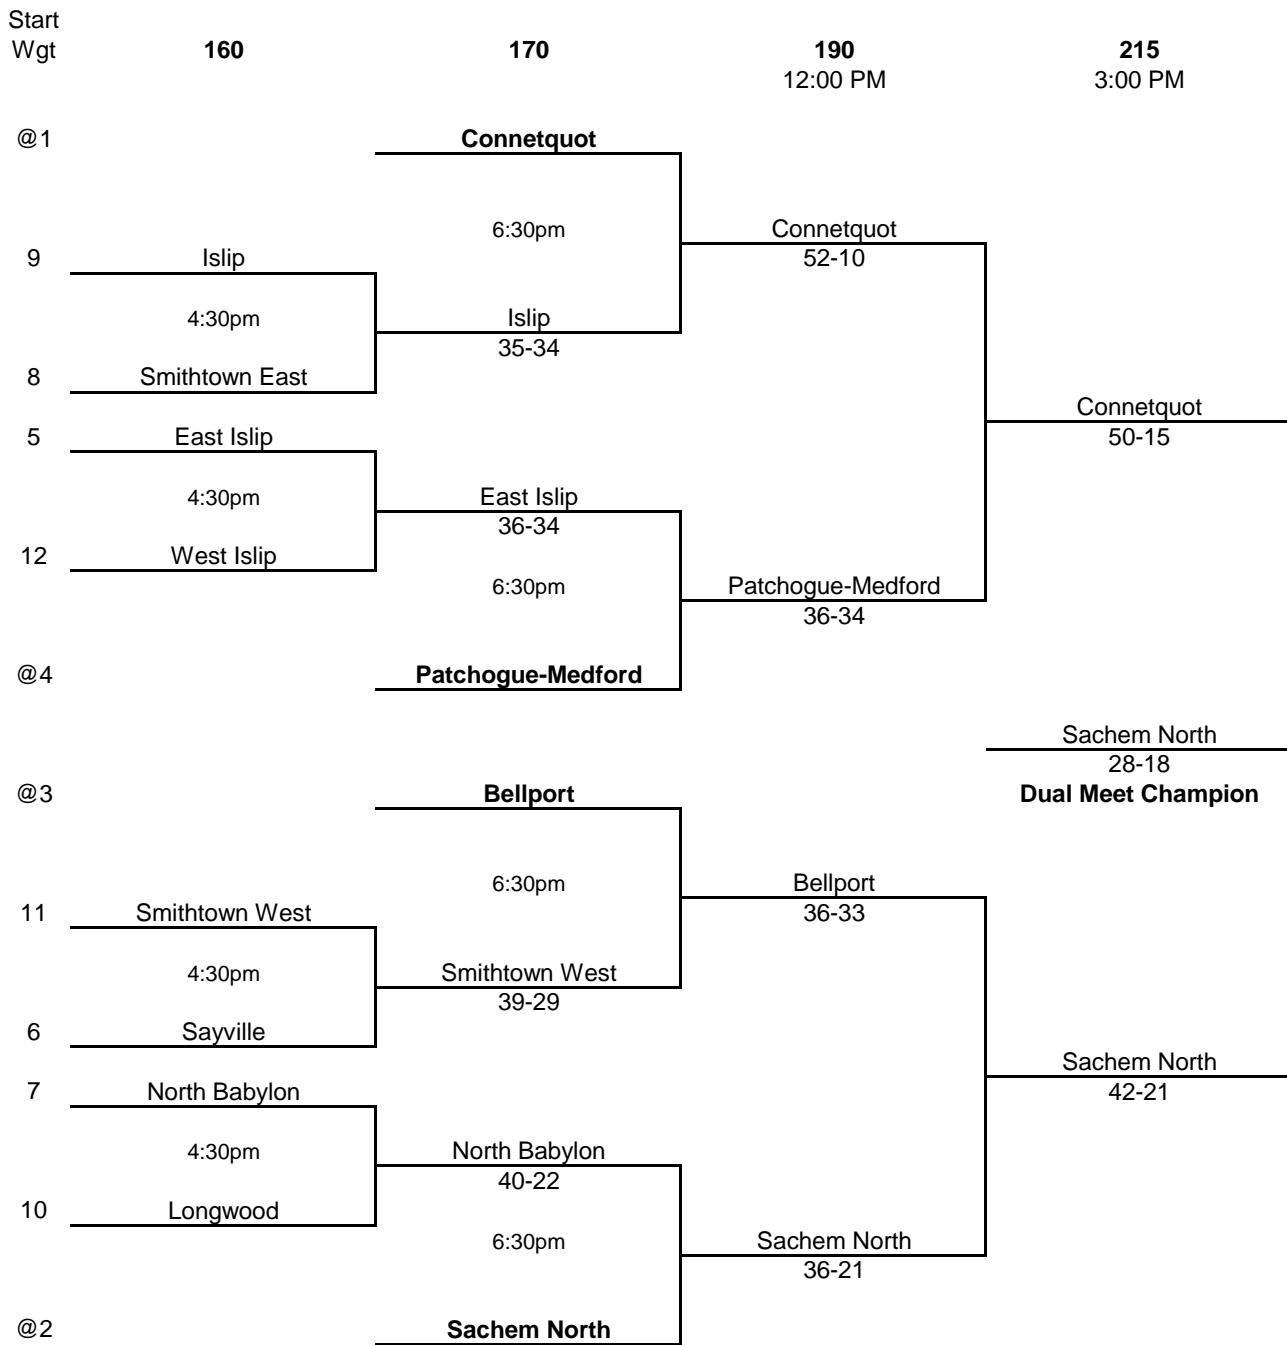 Start
Wgt 160 170 190 215
12:00 PM 3:00 PM
@1 Connetquot
6:30pm Connetquot
9 Islip 52-10
4:30pm Islip
35-34
8 Smithtown East
Connetquot
5 East Islip 50-15
4:30pm East Islip
36-34
12 West Islip
6:30pm Patchogue-Medford
36-34
@4 Patchogue-Medford
Sachem North
28-18
@3 Bellport Dual Meet Champion
6:30pm Bellport
11 Smithtown West 36-33
4:30pm Smithtown West
39-29
6 Sayville
Sachem North
7 North Babylon 42-21
4:30pm North Babylon
40-22
10 Longwood
6:30pm Sachem North
36-21
@2 Sachem North